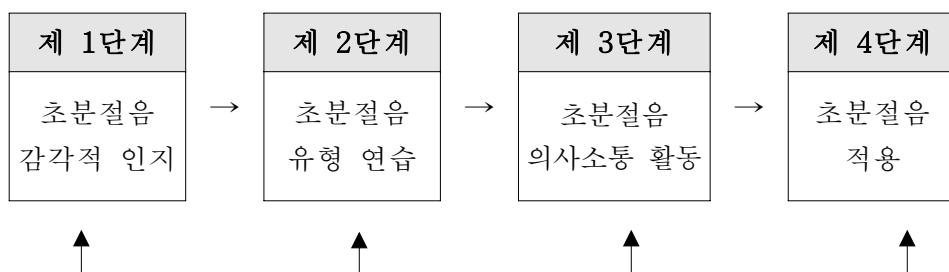 제 1단계
초분절음
감각적 인지
→
제 2단계
초분절음
유형 연습
→
제 3단계
초분절음
의사소통 활동
→
제 4단계
초분절음
적용